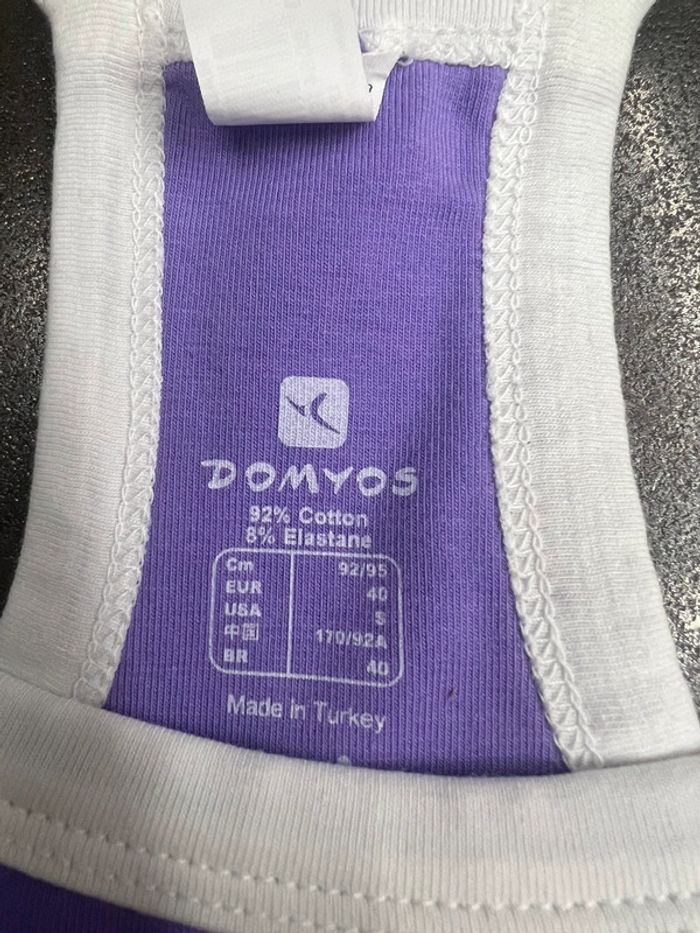 DOMYOS
92% Cotton
8% Elastane
Cm 92/95
EUR 40
USA S
中国 170/92A
BR 40
Made in Turkey